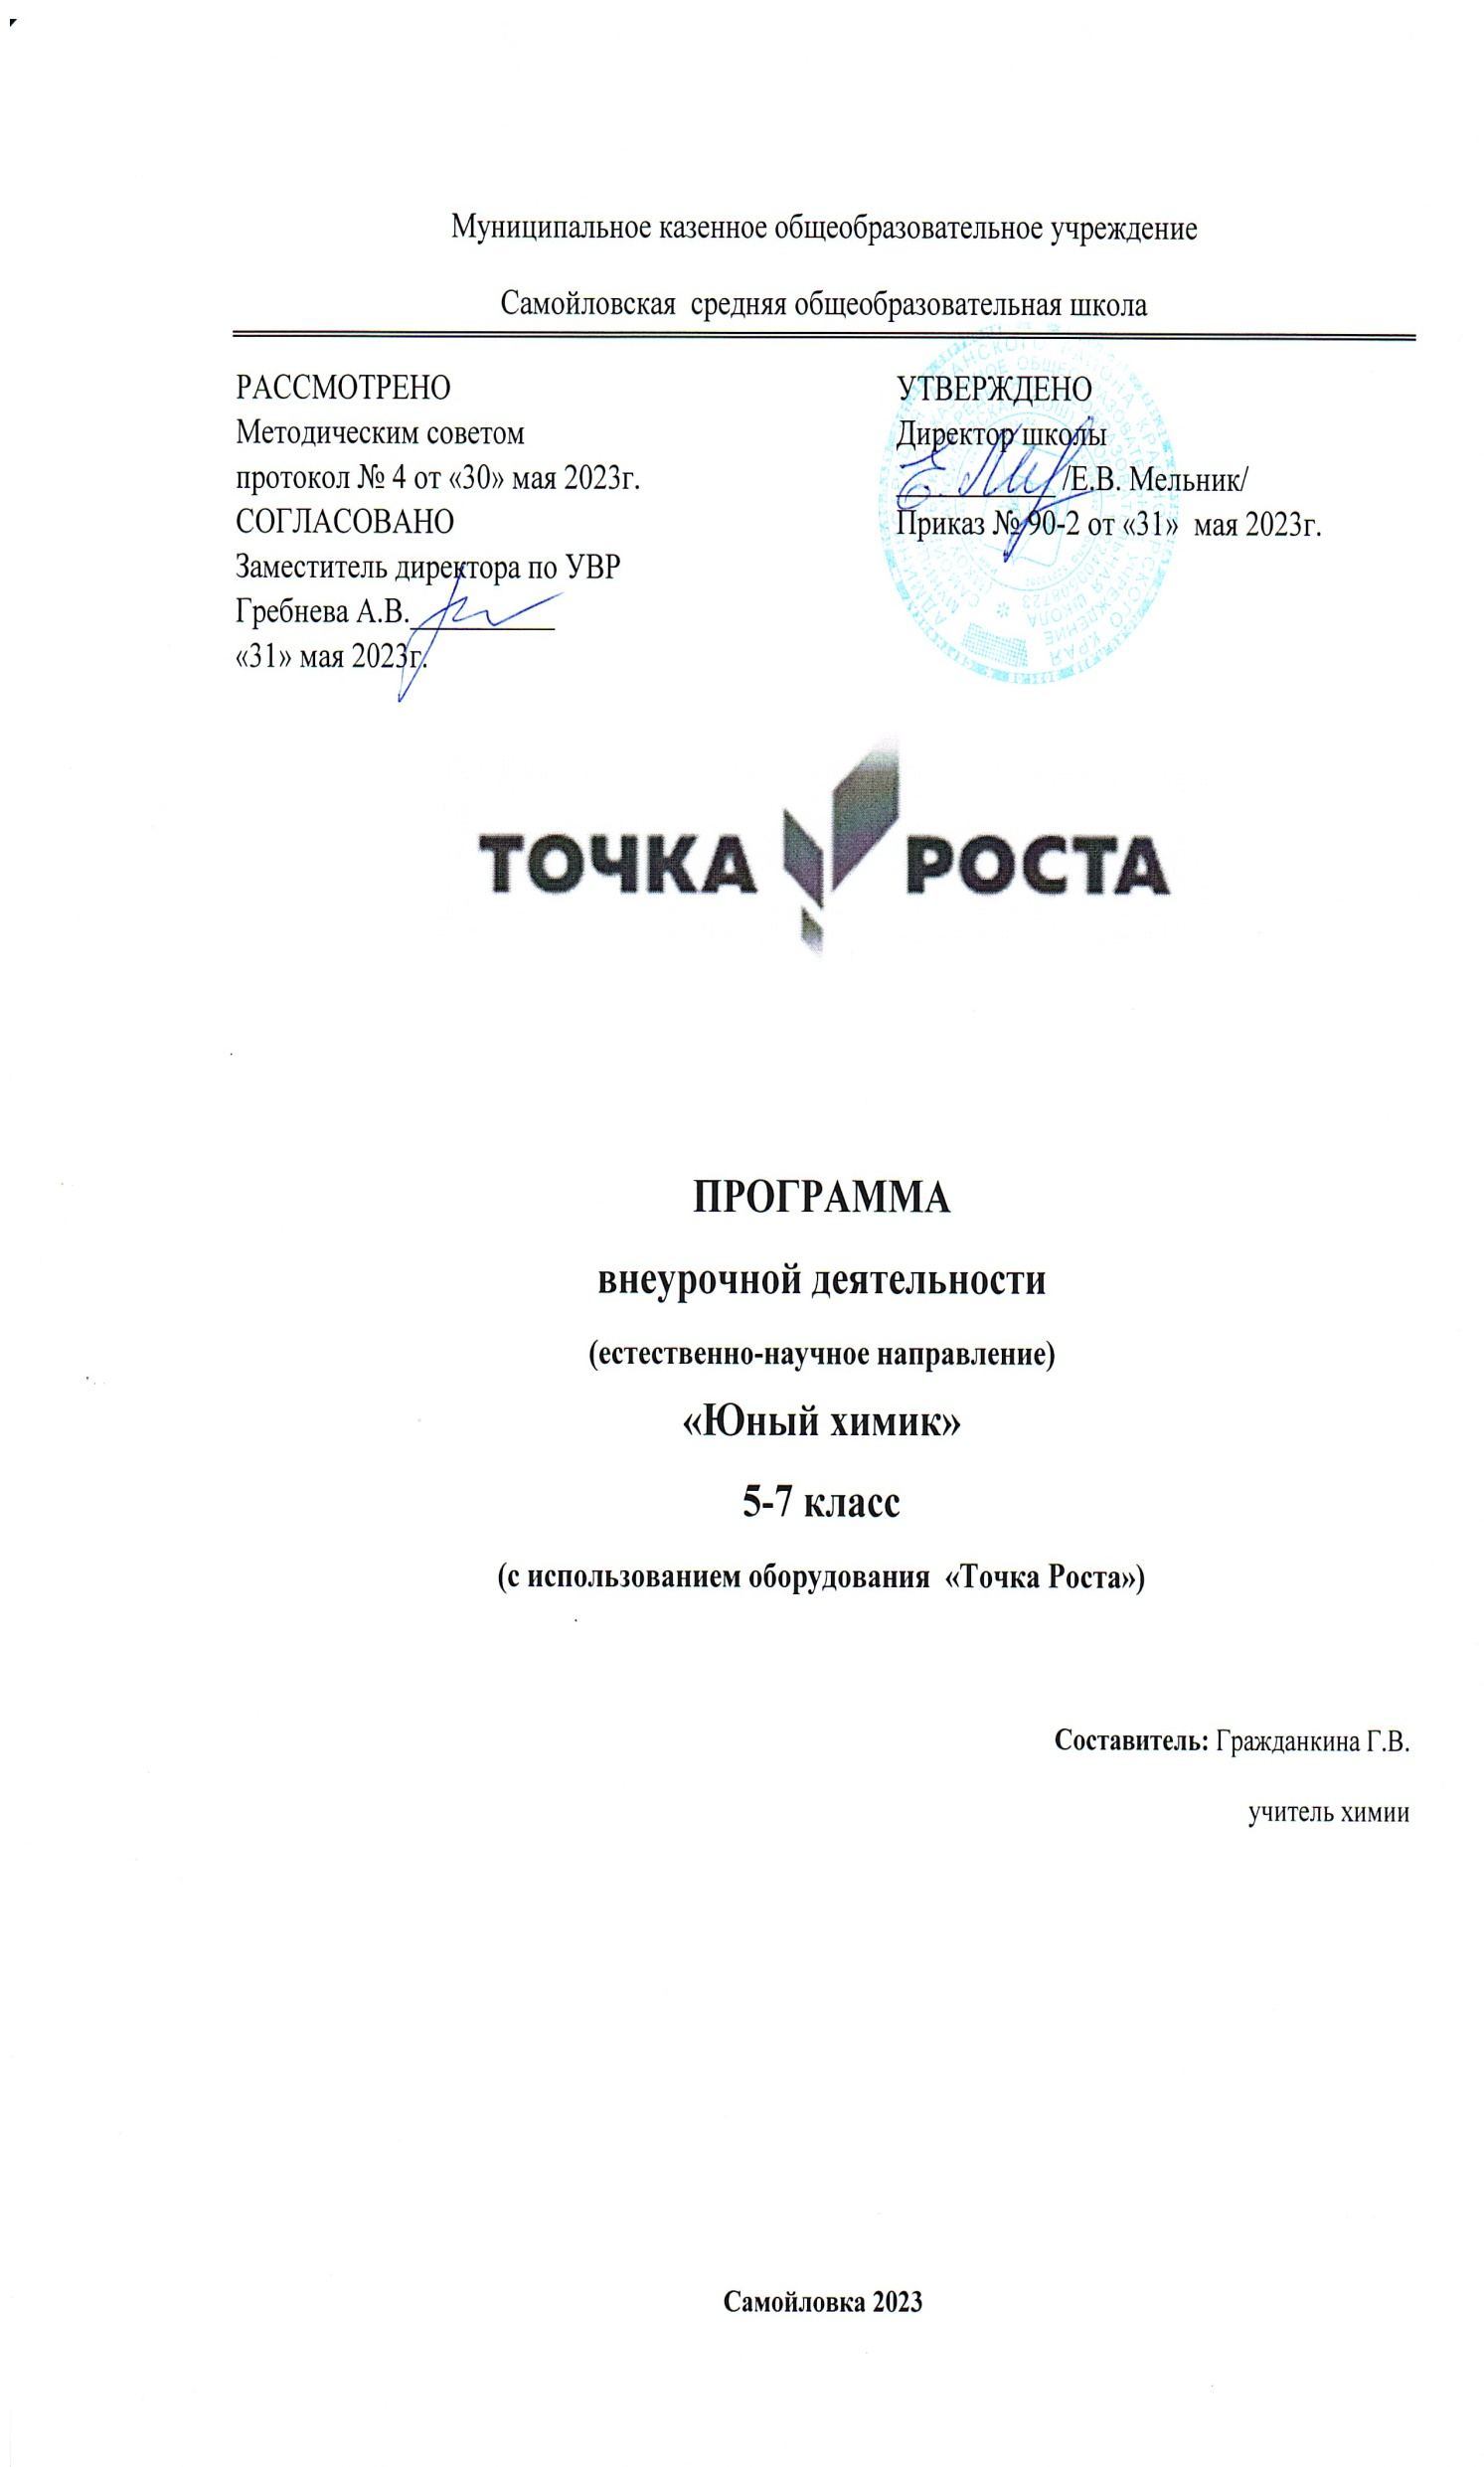 Муниципальное казенное общеобразовательное учреждение
Самойловская средняя общеобразовательная школа
РАССМОТРЕНО
Методическим советом
протокол № 4 от «30» мая 2023г.
СОГЛАСОВАНО
Заместитель директора по УВР
Гребнева А.В.____________
«31» мая 2023г.
УТВЕРЖДЕНО
Директор школы
___________/Е.В. Мельник/
Приказ № 90-2 от «31» мая 2023г.
ТОЧКА РОСТА
ПРОГРАММА
внеурочной деятельности
(естественно-научное направление)
«Юный химик»
5-7 класс
(с использованием оборудования «Точка Роста»)
Составитель: Гражданкина Г.В.
учитель химии
Самойловка 2023